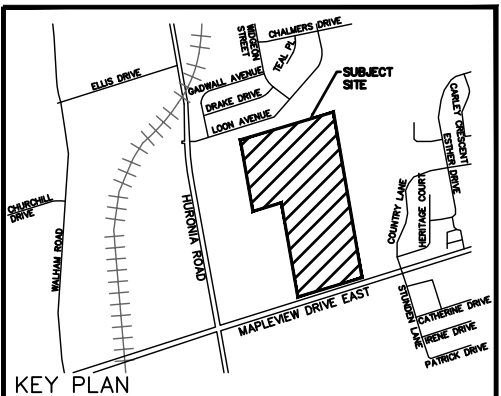 WIDGEON
STREET
CHALMERS DRIVE
TEAL PL
ELLIS DRIVE
GADWALL AVENUE
DRAKE DRIVE
LOON AVENUE
SUBJECT
SITE
CARLEY CRESCENT
ESTHER DRIVE
CHURCHILL
DRIVE
WALHAM ROAD
HURONIA ROAD
COUNTRY LANE
HERITAGE COURT
MAPLEVIEW DRIVE EAST
STUNDEN LANE
CATHERINE DRIVE
IRENE DRIVE
PATRICK DRIVE
KEY PLAN